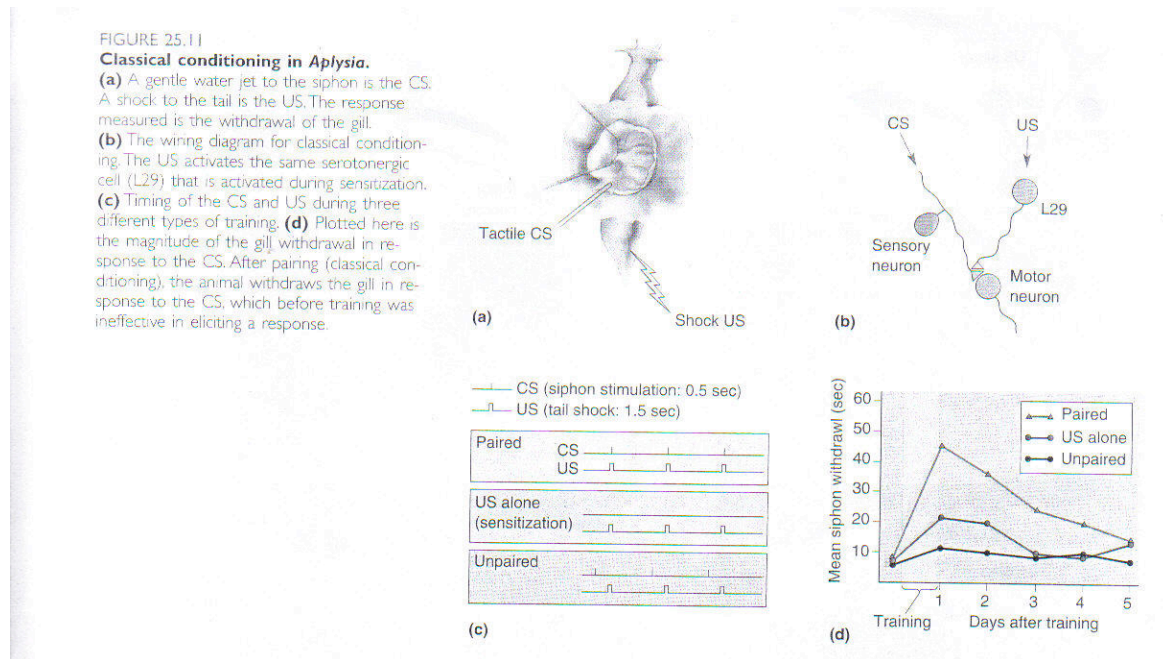 FIGURE 25.11
Classical conditioning in Aplysia.
(a) A gentle water jet to the siphon is the CS.
A shock to the tail is the US. The response
measured is the withdrawal of the gill.
(b) The wiring diagram for classical condition-
ing. The US activates the same serotonergic
cell (L29) that is activated during sensitization.
(c) Timing of the CS and US during three
different types of training. (d) Plotted here is
the magnitude of the gill withdrawal in re-
sponse to the CS. After pairing (classical con-
ditioning), the animal withdraws the gill in re-
sponse to the CS, which before training was
ineffective in eliciting a response.
Tactile CS
Shock US
(a)
CS
US
L29
Sensory
neuron
Motor
neuron
(b)
CS (siphon stimulation: 0.5 sec)
US (tail shock: 1.5 sec)
Paired
CS
US
US alone
(sensitization)
Unpaired
(c)
Mean siphon withdrawl (sec)
60
50
40
30
20
10
Paired
US alone
Unpaired
1 2 3 4 5
Training
Days after training
(d)